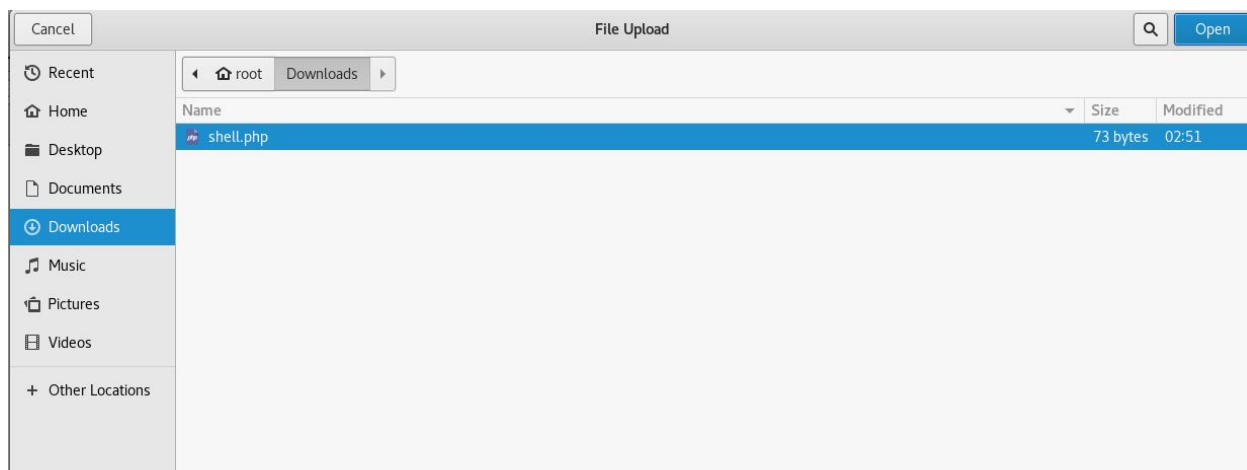 Cancel File Upload Open
Recent
Home
Desktop
Documents
Downloads
Music
Pictures
Videos
+ Other Locations
root Downloads
Name Size Modified
shell.php 73 bytes 02:51